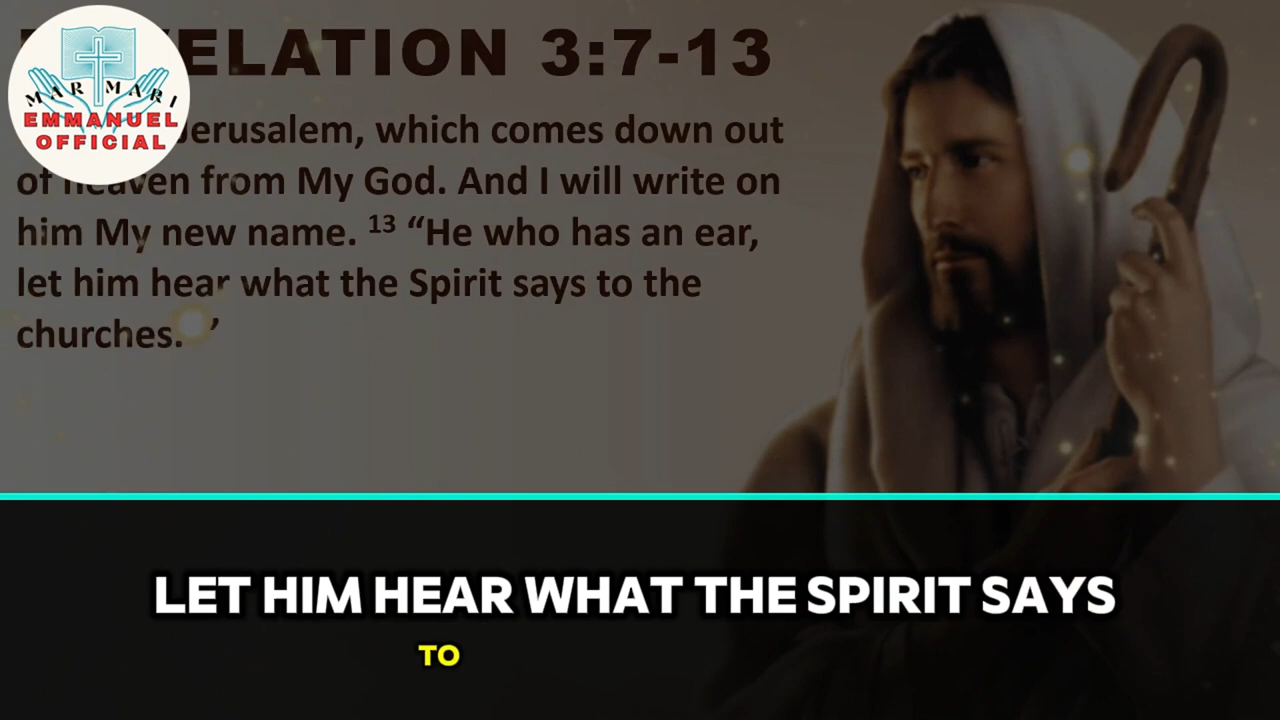 ELATION 3:7-13
MAR MARI
EMMANUEL
OFFICIAL
Jerusalem, which comes down out
of heaven from My God. And I will write on
him My new name. 13 “He who has an ear,
let him hear what the Spirit says to the
churches.” ’
LET HIM HEAR WHAT THE SPIRIT SAYS
TO